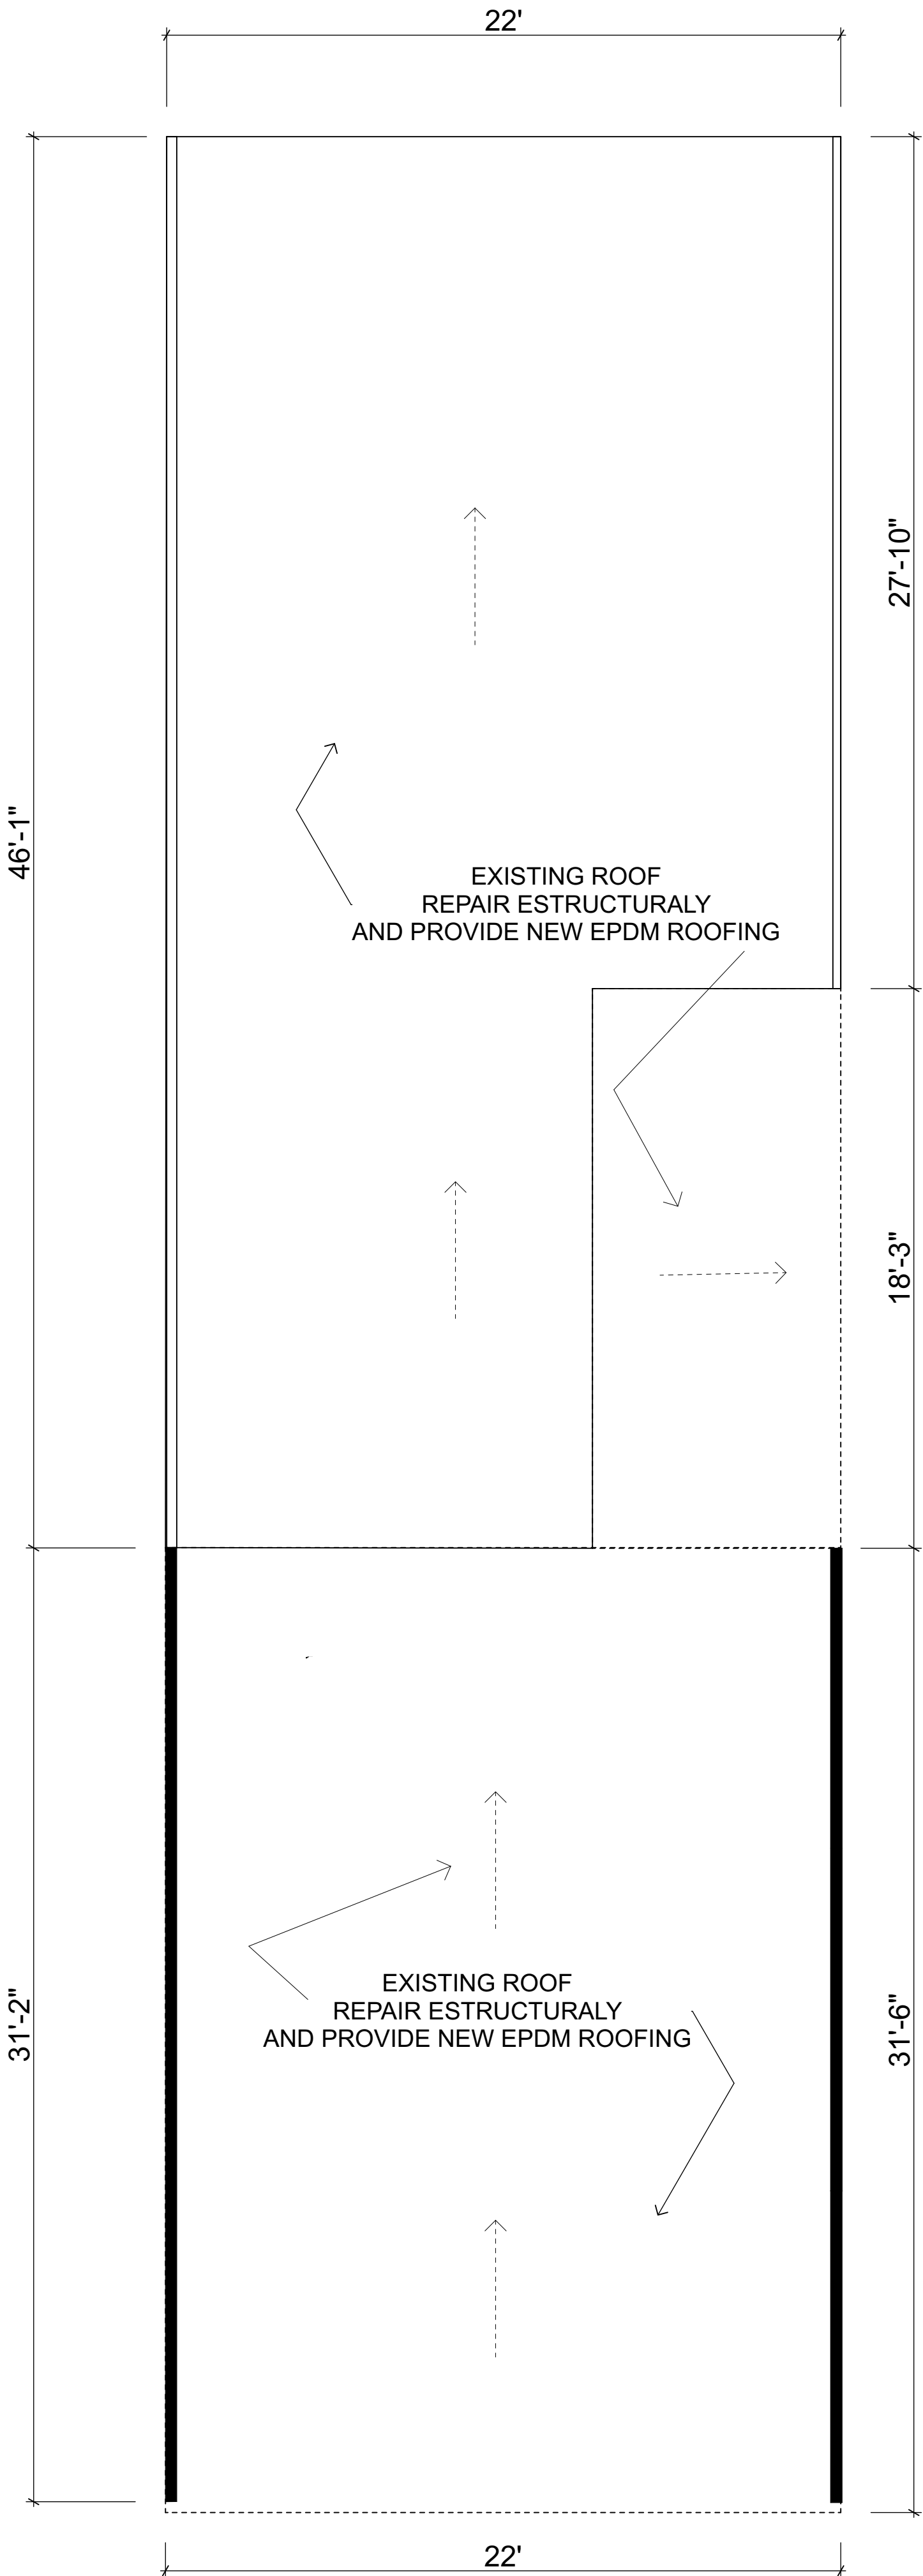 22'
46'-1"
27'-10"
EXISTING ROOF
REPAIR ESTRUCTURALY
AND PROVIDE NEW EPDM ROOFING
18'-3"
31'-2"
EXISTING ROOF
REPAIR ESTRUCTURALY
AND PROVIDE NEW EPDM ROOFING
31'-6"
22'